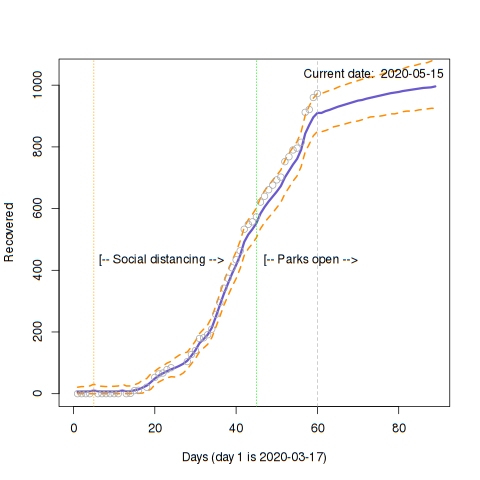 Current date:  2020-05-15
1000
800
600
400
200
0
Recovered
[-- Social distancing -->
[-- Parks open -->
0 20 40 60 80
Days (day 1 is 2020-03-17)